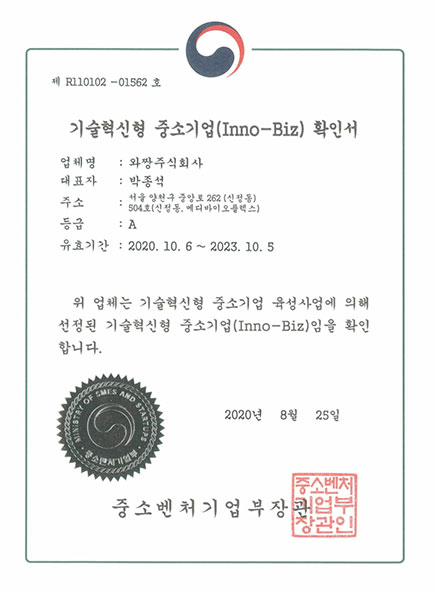 제 R110102-01562 호
기술혁신형 중소기업(Inno-Biz) 확인서
업체명 : 와짱주식회사
대표자 : 박종석
주소 : 서울 양천구 중앙로 262 (신정동)
504호(신정동, 메디바이오플렉스)
등급 : A
유효기간 : 2020. 10. 6 ~ 2023. 10. 5
위 업체는 기술혁신형 중소기업 육성사업에 의해
선정된 기술혁신형 중소기업(Inno-Biz)임을 확인
합니다.
MINISTRY OF SMES AND STARTUPS
중소벤처기업부
2020년 8월 25일
중소벤처기업부장관
중소벤처
기업부
장관인